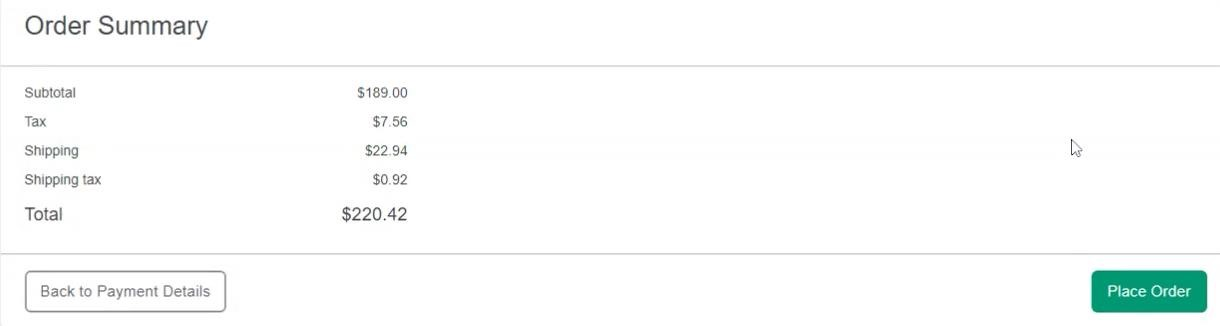 Order Summary
Subtotal $189.00
Tax $7.56
Shipping $22.94
Shipping tax $0.92
Total $220.42
Back to Payment Details Place Order